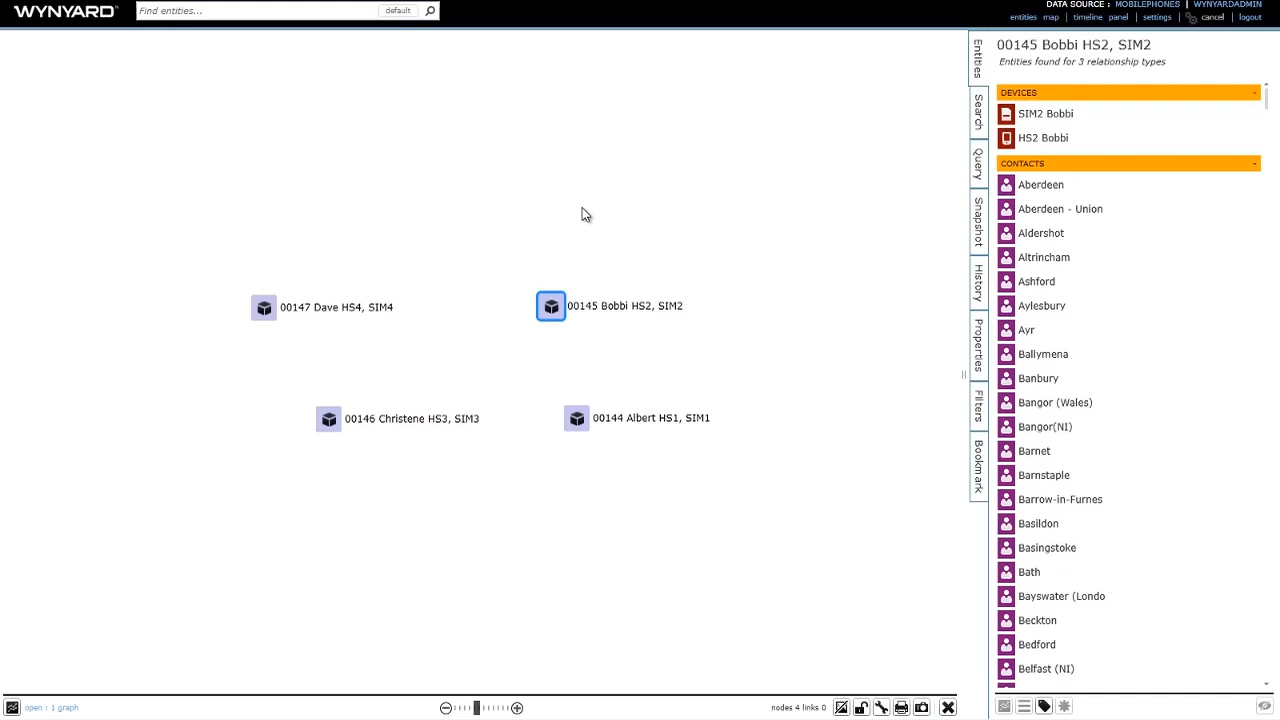 WYNYARD
Find entities...
default
DATA SOURCE : MOBILEPHONES | WYNYARDADMIN
entities map | timeline panel | settings | cancel | logout
00147 Dave HS4, SIM4
00145 Bobbi HS2, SIM2
00146 Christene HS3, SIM3
00144 Albert HS1, SIM1
Entities
Search
Query
Snapshot
History
Properties
Filters
Bookmark
00145 Bobbi HS2, SIM2
Entities found for 3 relationship types
DEVICES -
SIM2 Bobbi
HS2 Bobbi
CONTACTS -
Aberdeen
Aberdeen - Union
Aldershot
Altrincham
Ashford
Aylesbury
Ayr
Ballymena
Banbury
Bangor (Wales)
Bangor(NI)
Barnet
Barnstaple
Barrow-in-Furnes
Basildon
Basingstoke
Bath
Bayswater (Londo
Beckton
Bedford
Belfast (NI)
open : 1 graph
nodes 4 links 0